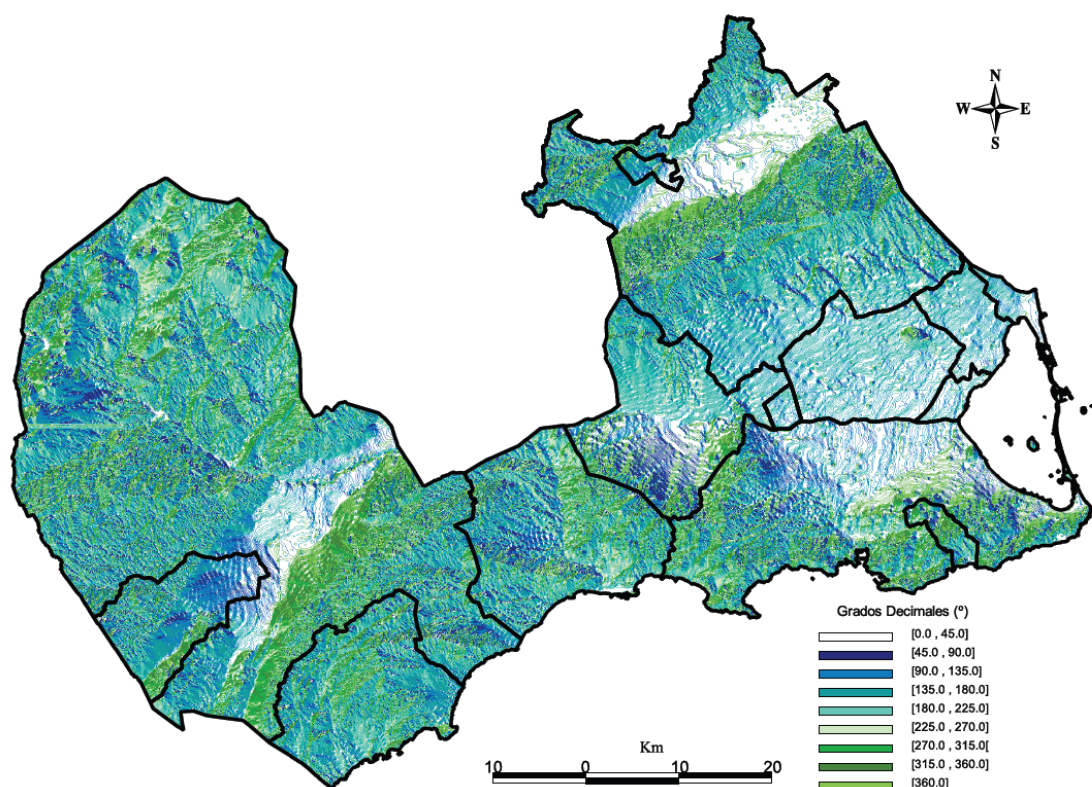 N
W E
S
Grados Decimales (º)
[0.0 , 45.0]
[45.0 , 90.0]
[90.0 , 135.0]
[135.0 , 180.0]
[180.0 , 225.0]
[225.0 , 270.0]
[270.0 , 315.0[
[315.0 , 360.0]
[360.0]
Km
10 0 10 20